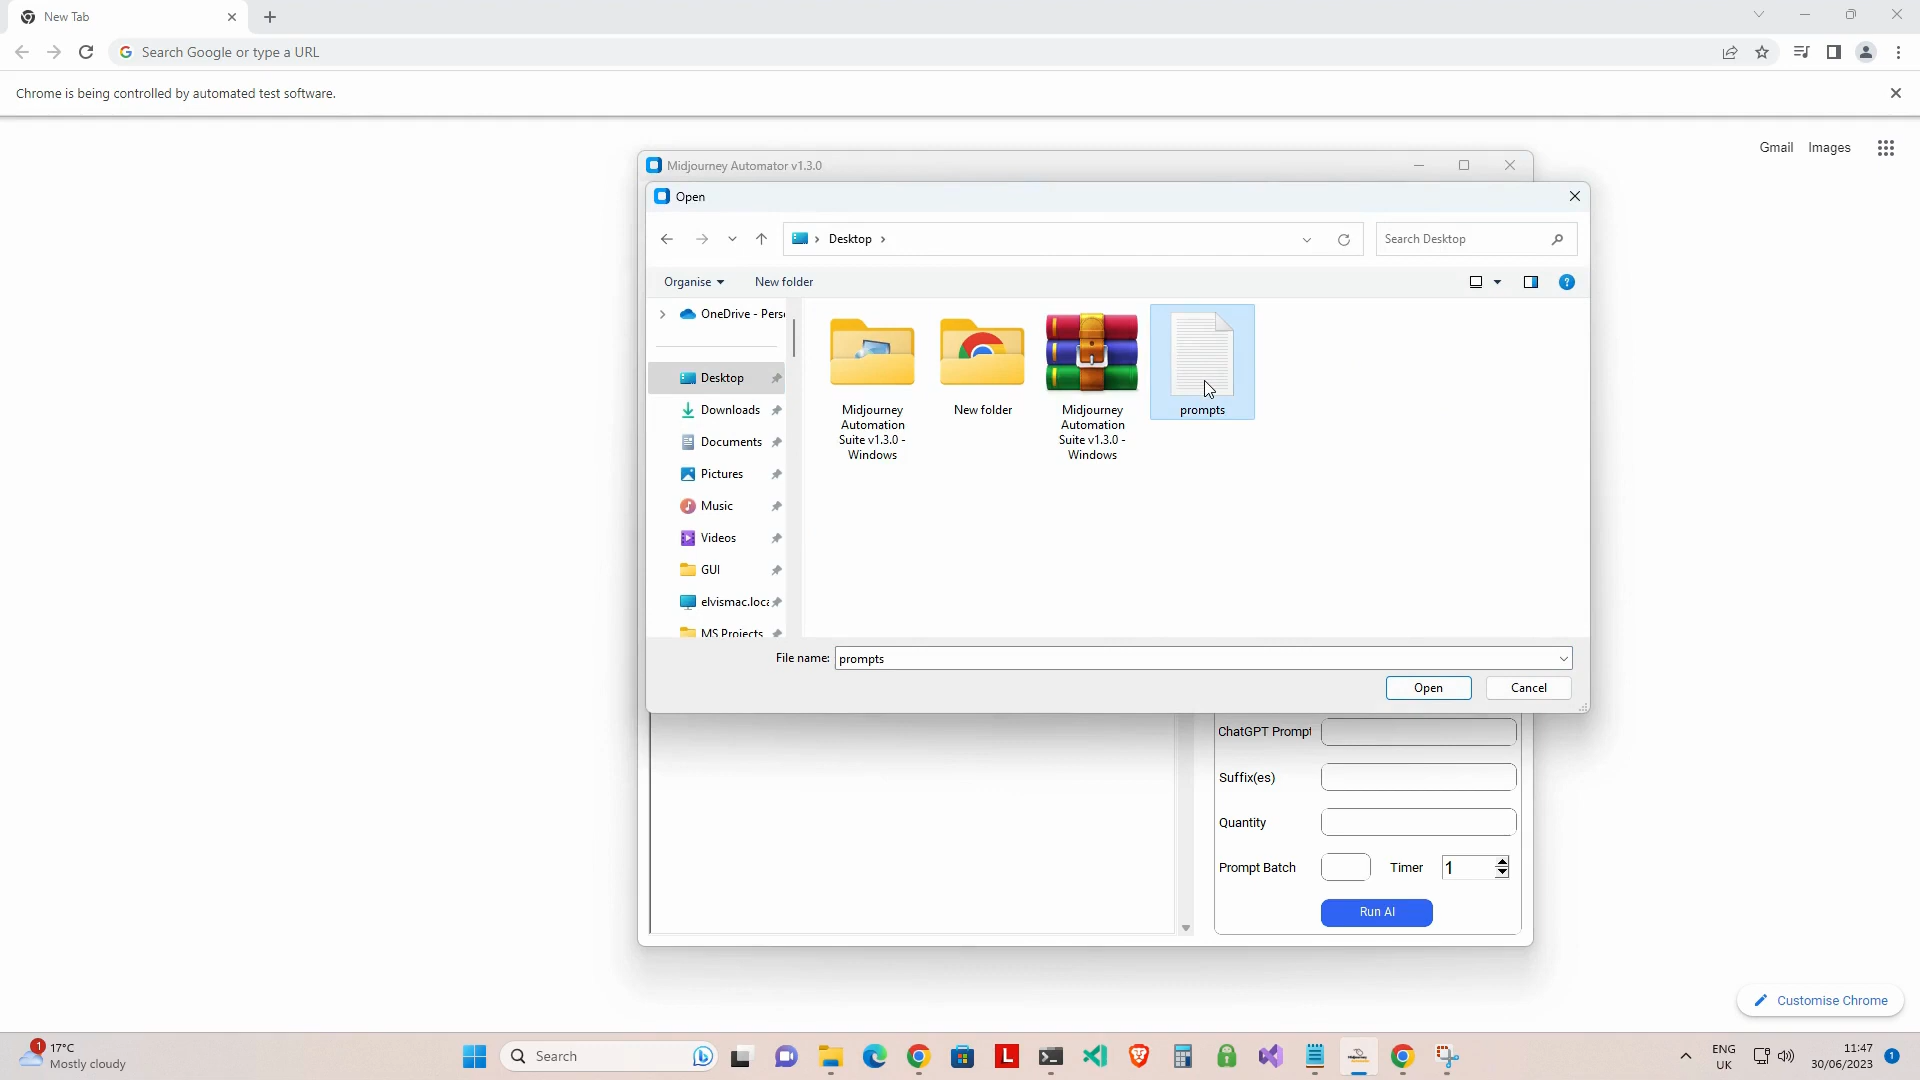 New Tab
Search Google or type a URL
Chrome is being controlled by automated test software.
Gmail Images
Midjourney Automator v1.3.0
Open
Desktop
Search Desktop
Organise New folder
OneDrive - Pers
Desktop
Downloads
Documents
Pictures
Music
Videos
GUI
elvismac.loca
MS Projects
Midjourney
Automation
Suite v1.3.0 -
Windows
New folder
Midjourney
Automation
Suite v1.3.0 -
Windows
prompts
File name: prompts
Open Cancel
ChatGPT Prompt
Suffix(es)
Quantity
Prompt Batch Timer 1
Run AI
Customise Chrome
1
17°C
Mostly cloudy
Search
L
ENG
UK
11:47
30/06/2023
1